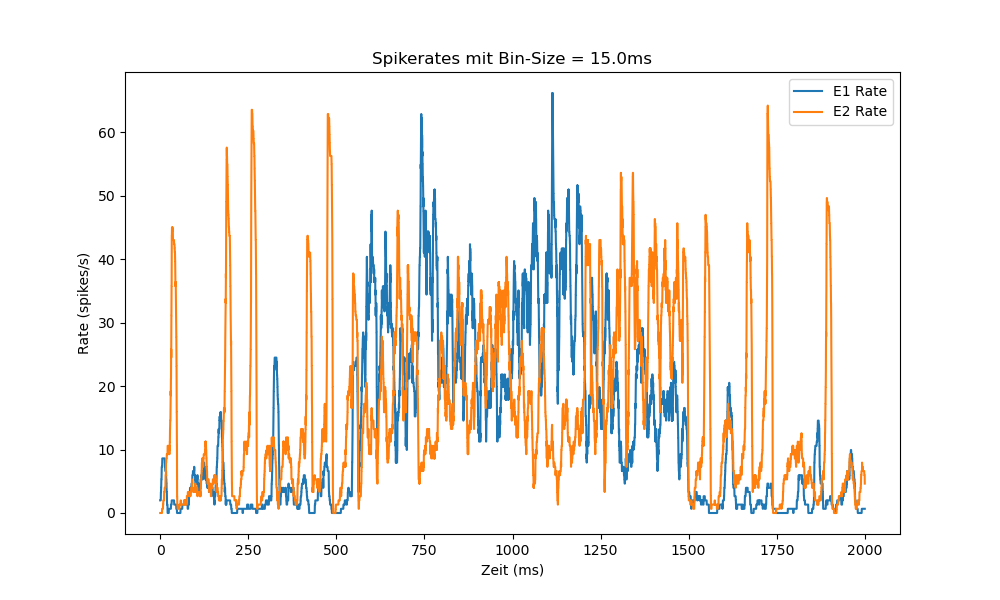 Spikerates mit Bin-Size = 15.0ms
E1 Rate
E2 Rate
Rate (spikes/s)
60
50
40
30
20
10
0
0 250 500 750 1000 1250 1500 1750 2000
Zeit (ms)